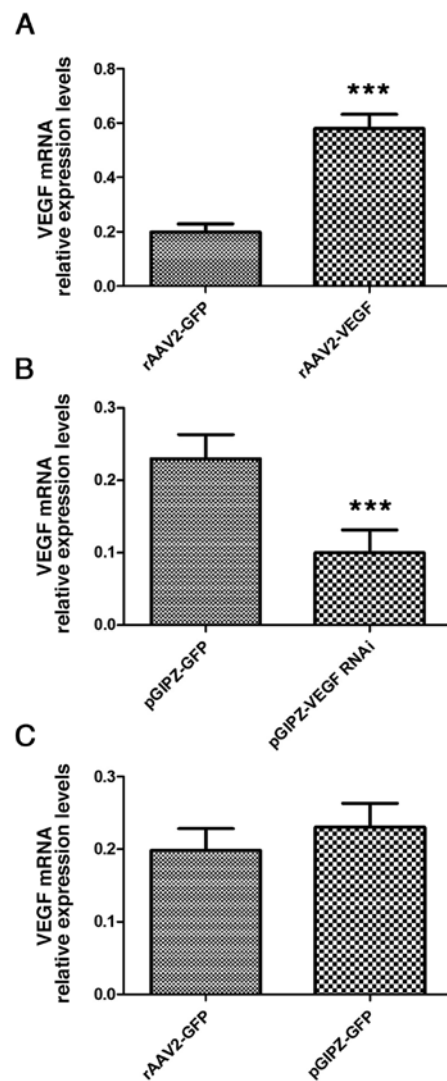 A
VEGF mRNA
relative expression levels
0.8
0.6
0.4
0.2
0.0
***
rAAV2-GFP
rAAV2-VEGF
B
VEGF mRNA
relative expression levels
0.3
0.2
0.1
0.0
***
pGIPZ-GFP
pGIPZ-VEGF RNAi
C
VEGF mRNA
relative expression levels
0.3
0.2
0.1
0.0
rAAV2-GFP
pGIPZ-GFP